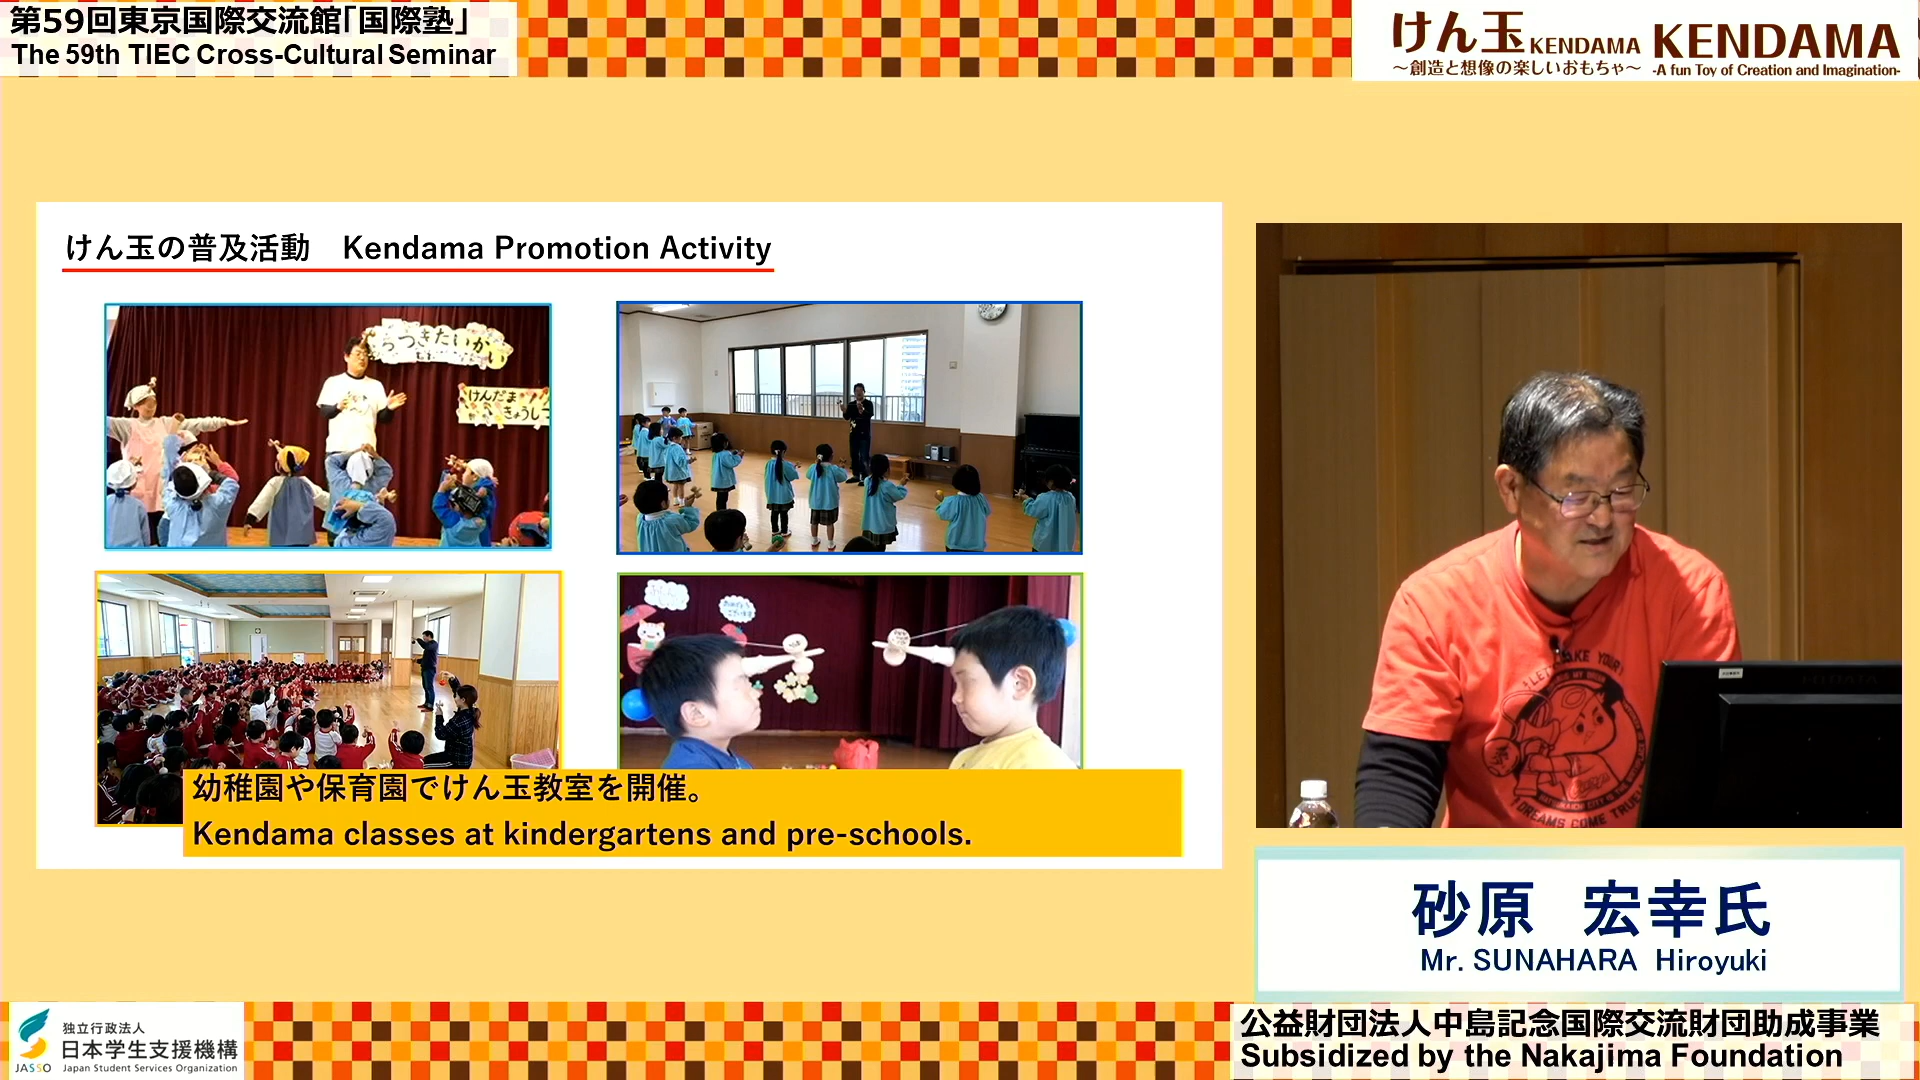 第59回東京国際交流館「国際塾」
The 59th TIEC Cross-Cultural Seminar
けん玉 KENDAMA
～創造と想像の楽しいおもちゃ～
KENDAMA
-A fun Toy of Creation and Imagination-
けん玉の普及活動　Kendama Promotion Activity
けんだま
幼稚園や保育園でけん玉教室を開催。
Kendama classes at kindergartens and pre-schools.
DREAMS COME TRUE
砂原　宏幸氏
Mr. SUNAHARA Hiroyuki
JASSO
独立行政法人
日本学生支援機構
Japan Student Services Organization
公益財団法人中島記念国際交流財団助成事業
Subsidized by the Nakajima Foundation